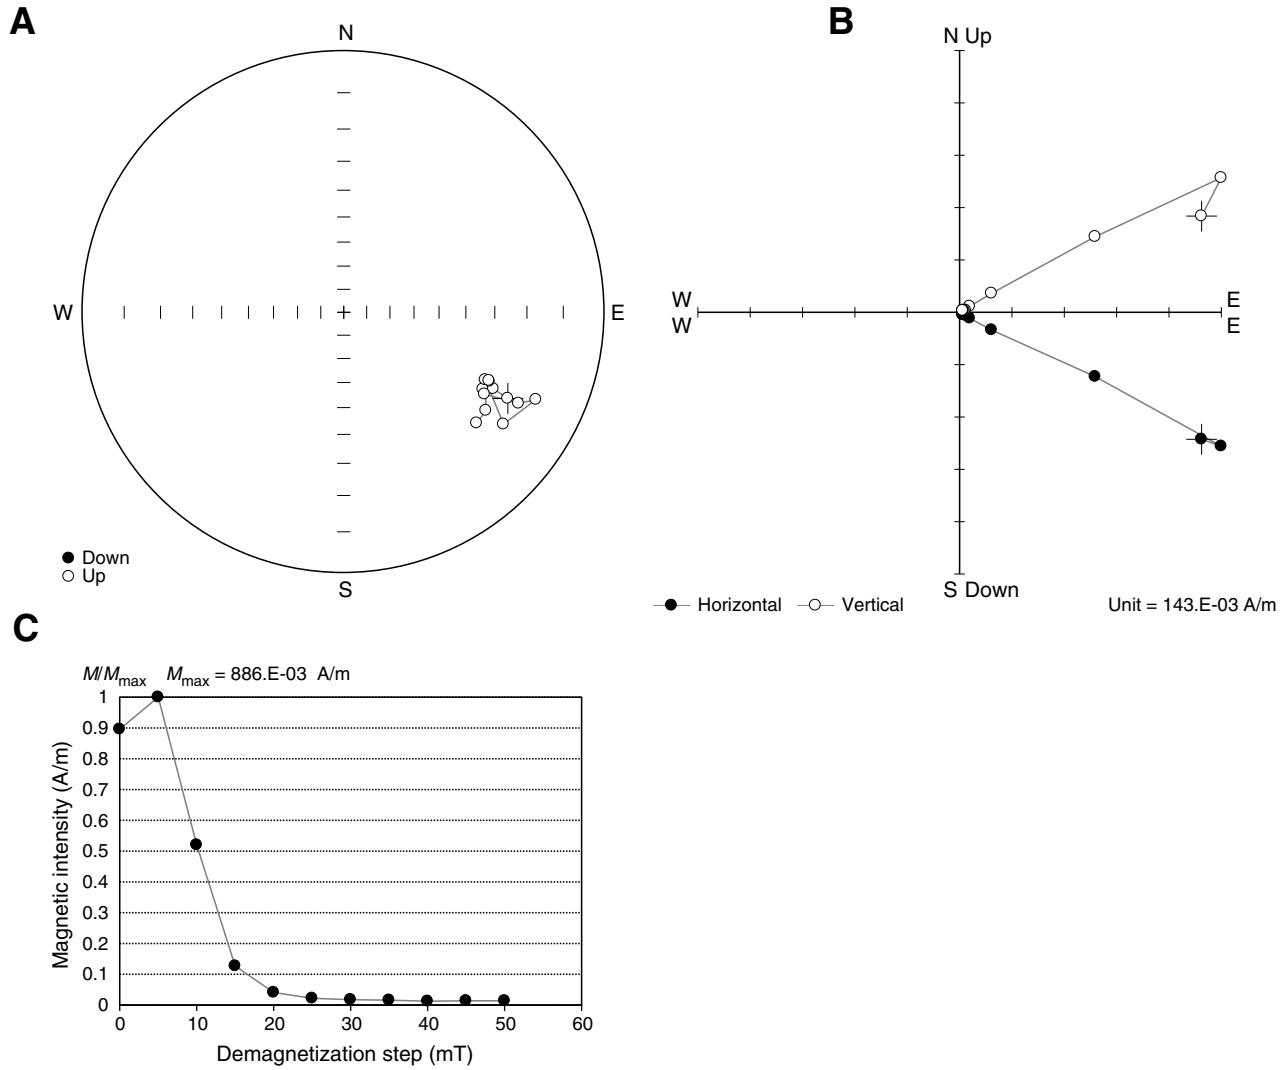 A
N
W
E
S
Down
Up
B
N Up
W
E
W
E
S Down
Horizontal
Vertical
Unit = 143.E-03 A/m
C
M/Mmax Mmax = 886.E-03 A/m
1
0.9
0.8
0.7
0.6
0.5
0.4
0.3
0.2
0.1
0
Magnetic intensity (A/m)
0 10 20 30 40 50 60
Demagnetization step (mT)